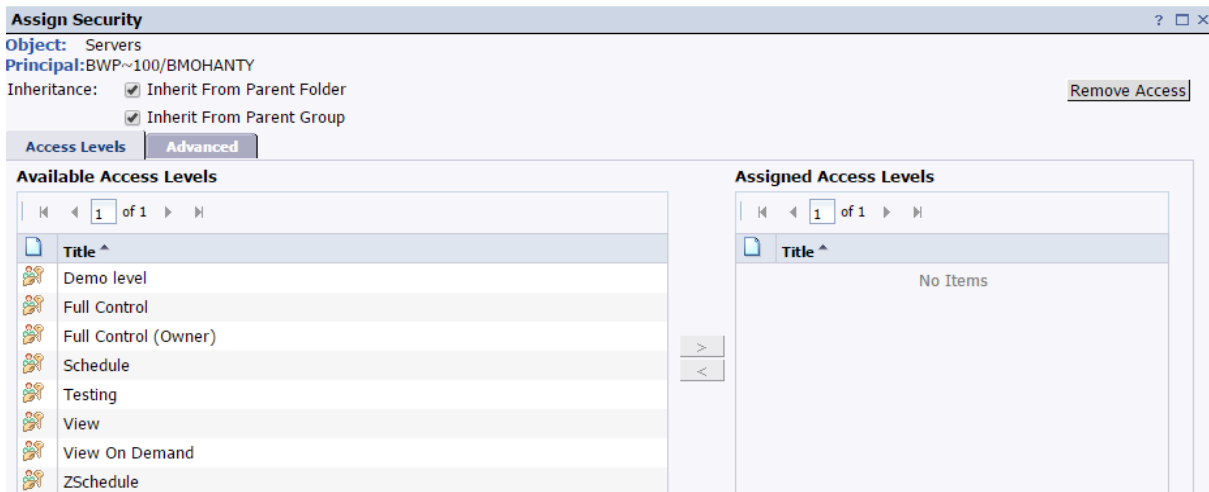 Assign Security ?
Object: Servers
Principal:BWP~100/BMOHANTY
Inheritance: Inherit From Parent Folder Remove Access
Inherit From Parent Group
Access Levels Advanced
Available Access Levels Assigned Access Levels
1 of 1 1 of 1
Title Title
Demo level No Items
Full Control
Full Control (Owner)
>
Schedule
<
Testing
View
View On Demand
ZSchedule